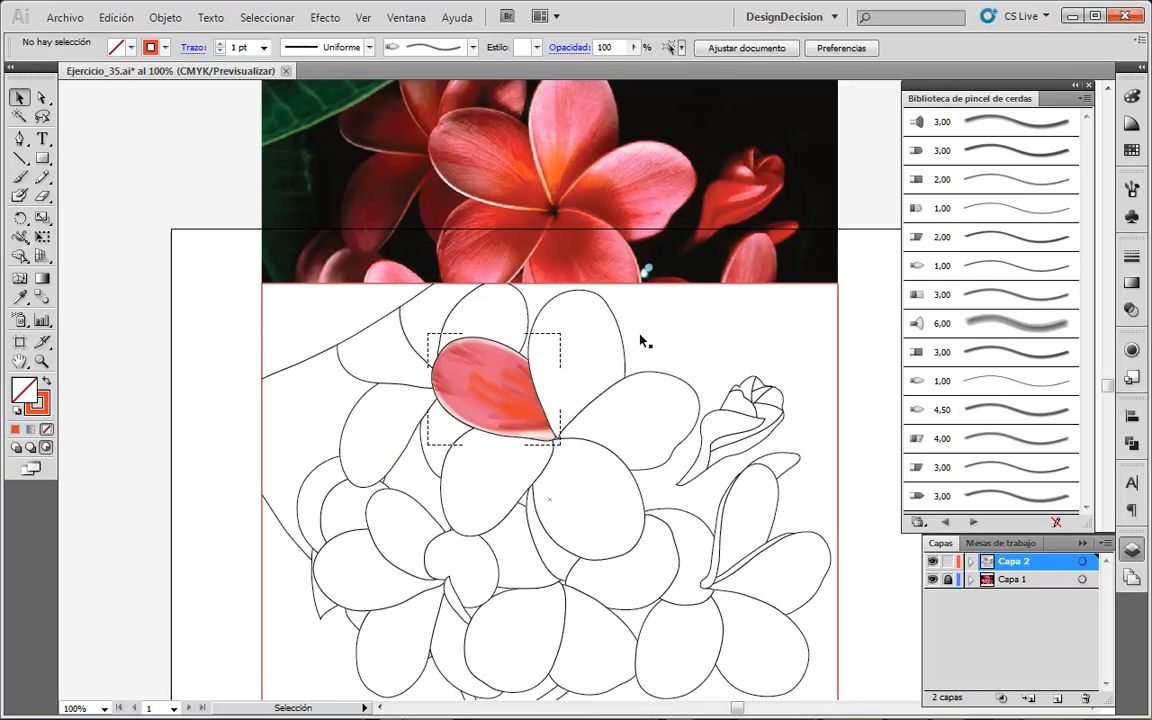 Ai Archivo Edición Objeto Texto Seleccionar Efecto Ver Ventana Ayuda Br DesignDecision CS Live
No hay selección Trazo: 1 pt Uniforme Estilo: Opacidad: 100 % Ajustar documento Preferencias
Ejercicio_35.ai* al 100% (CMYK/Previsualizar)
Biblioteca de pincel de cerdas
3,00
3,00
2,00
1,00
2,00
1,00
3,00
6,00
3,00
1,00
4,50
4,00
3,00
3,00
Capas Mesas de trabajo
Capa 2
Capa 1
2 capas
100% 1 Selección